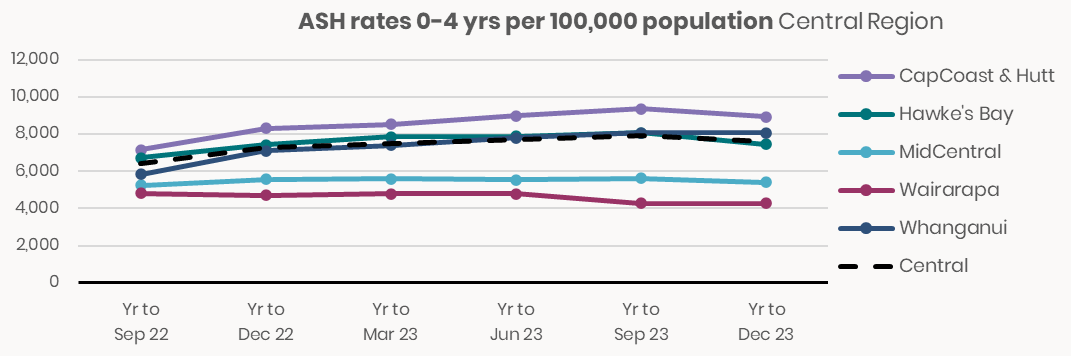 ASH rates 0-4 yrs per 100,000 population Central Region
12,000
10,000
8,000
6,000
4,000
2,000
0
Yr to
Sep 22
Yr to
Dec 22
Yr to
Mar 23
Yr to
Jun 23
Yr to
Sep 23
Yr to
Dec 23
CapCoast & Hutt
Hawke's Bay
MidCentral
Wairarapa
Whanganui
Central